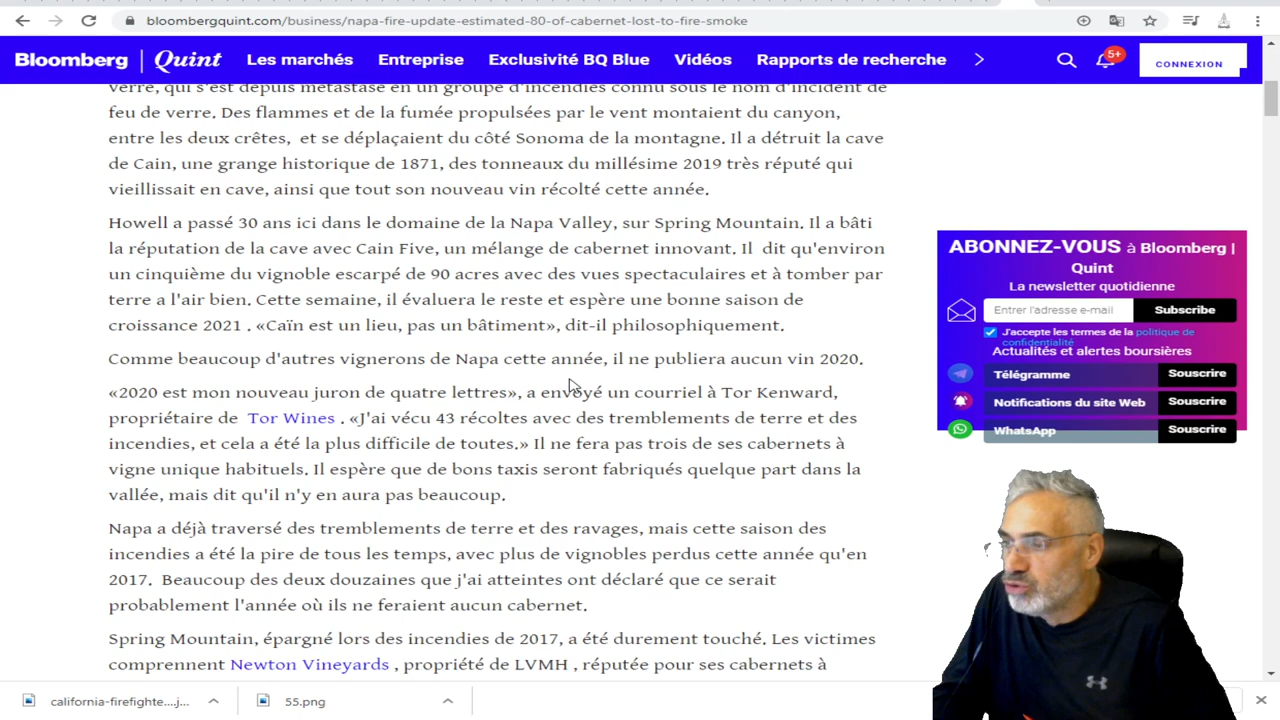 bloombergquint.com/business/napa-fire-update-estimated-80-of-cabernet-lost-to-fire-smoke
Bloomberg | Quint Les marchés Entreprise Exclusivité BQ Blue Vidéos Rapports de recherche 5+ CONNEXION
verre, qui s'est depuis métastasé en un groupe d'incendies connu sous le nom d'incident de
feu de verre. Des flammes et de la fumée propulsées par le vent montaient du canyon,
entre les deux crêtes, et se déplaçaient du côté Sonoma de la montagne. Il a détruit la cave
de Cain, une grange historique de 1871, des tonneaux du millésime 2019 très réputé qui
vieillissait en cave, ainsi que tout son nouveau vin récolté cette année.
Howell a passé 30 ans ici dans le domaine de la Napa Valley, sur Spring Mountain. Il a bâti
la réputation de la cave avec Cain Five, un mélange de cabernet innovant. Il dit qu'environ
un cinquième du vignoble escarpé de 90 acres avec des vues spectaculaires et à tomber par
terre a l'air bien. Cette semaine, il évaluera le reste et espère une bonne saison de
croissance 2021 . «Caïn est un lieu, pas un bâtiment», dit-il philosophiquement.
Comme beaucoup d'autres vignerons de Napa cette année, il ne publiera aucun vin 2020.
«2020 est mon nouveau juron de quatre lettres», a envoyé un courriel à Tor Kenward,
propriétaire de Tor Wines . «J'ai vécu 43 récoltes avec des tremblements de terre et des
incendies, et cela a été la plus difficile de toutes.» Il ne fera pas trois de ses cabernets à
vigne unique habituels. Il espère que de bons taxis seront fabriqués quelque part dans la
vallée, mais dit qu'il n'y en aura pas beaucoup.
Napa a déjà traversé des tremblements de terre et des ravages, mais cette saison des
incendies a été la pire de tous les temps, avec plus de vignobles perdus cette année qu'en
2017. Beaucoup des deux douzaines que j'ai atteintes ont déclaré que ce serait
probablement l'année où ils ne feraient aucun cabernet.
Spring Mountain, épargné lors des incendies de 2017, a été durement touché. Les victimes
comprennent Newton Vineyards , propriété de LVMH , réputée pour ses cabernets à
ABONNEZ-VOUS à Bloomberg |
Quint
La newsletter quotidienne
Entrer l'adresse e-mail Subscribe
J'accepte les termes de la politique de
confidentialité
Actualités et alertes boursières
Télégramme Souscrire
Notifications du site Web Souscrire
WhatsApp Souscrire
california-firefighte....j... 55.png